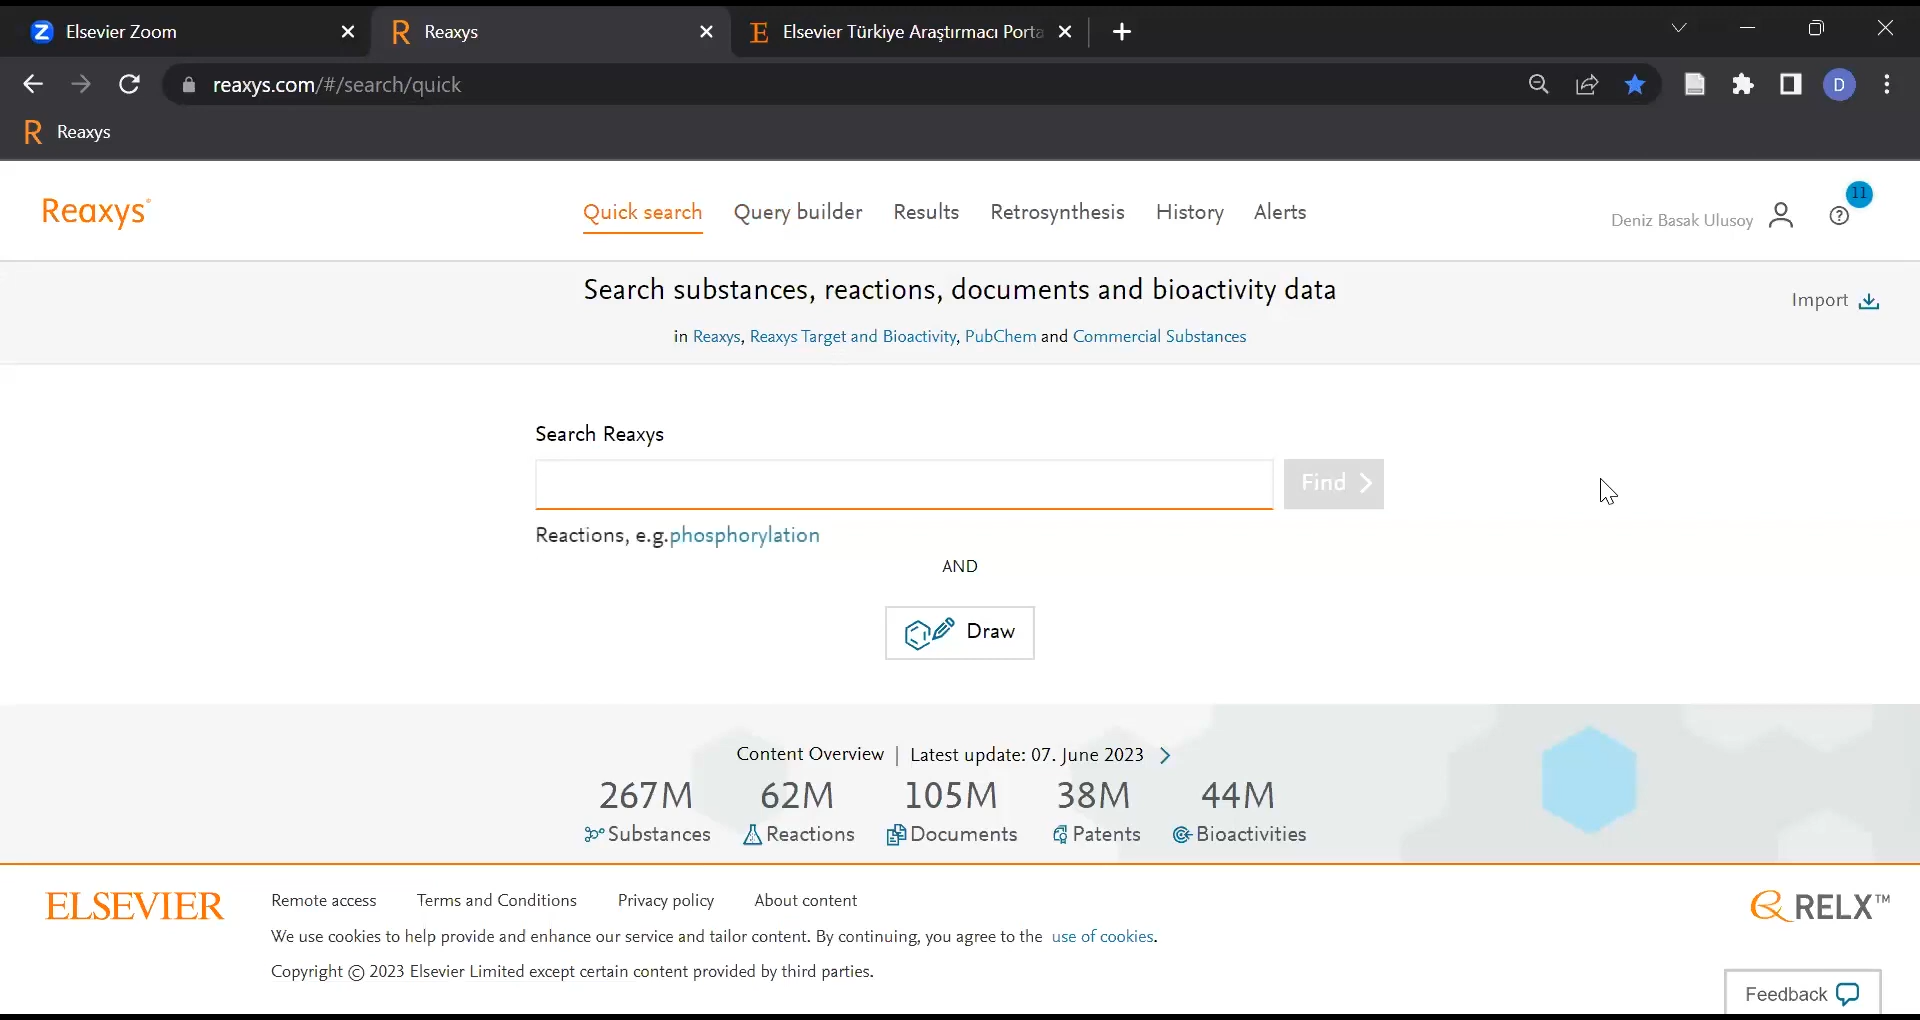 Elsevier Zoom
Reaxys
Elsevier Türkiye Araştırmacı Porta
reaxys.com/#/search/quick
D
Reaxys
Reaxys®
Quick search Query builder Results Retrosynthesis History Alerts
Deniz Basak Ulusoy
11
Search substances, reactions, documents and bioactivity data
Import
in Reaxys, Reaxys Target and Bioactivity, PubChem and Commercial Substances
Search Reaxys
Find
Reactions, e.g.phosphorylation
AND
Draw
Content Overview | Latest update: 07. June 2023
267M 62M 105M 38M 44M
Substances Reactions Documents Patents Bioactivities
ELSEVIER
Remote access Terms and Conditions Privacy policy About content
We use cookies to help provide and enhance our service and tailor content. By continuing, you agree to the use of cookies.
Copyright © 2023 Elsevier Limited except certain content provided by third parties.
RELX™
Feedback